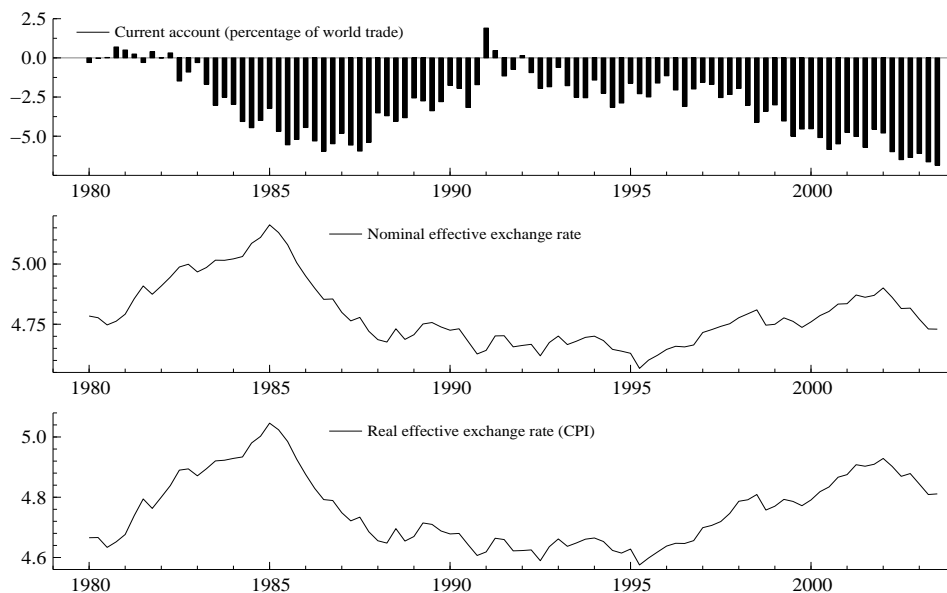 2.5
Current account (percentage of world trade)
0.0
−2.5
−5.0
1980 1985 1990 1995 2000
Nominal effective exchange rate
5.00
4.75
1980 1985 1990 1995 2000
5.0
Real effective exchange rate (CPI)
4.8
4.6
1980 1985 1990 1995 2000